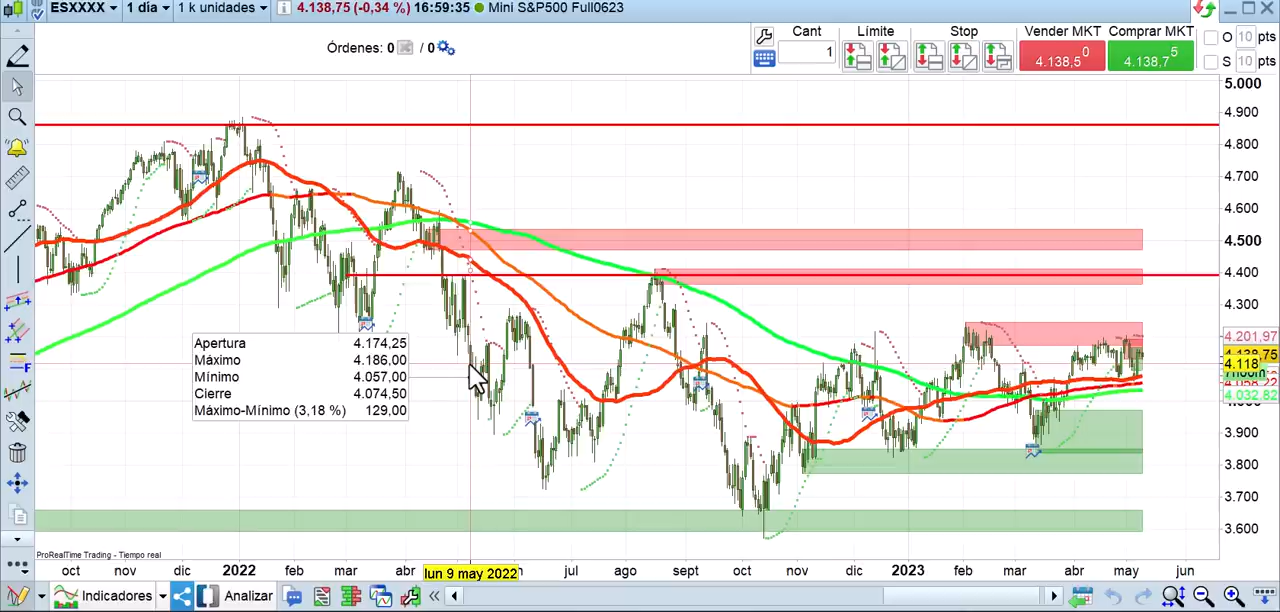 ESXXXX 1 día 1 k unidades 4.138,75 (-0,34 %) 16:59:35 Mini S&P500 Full0623
Órdenes: 0 / 0
Cant Límite Stop Vender MKT Comprar MKT O 10 pts
1 4.138,5 0 4.138,7 5 S 10 pts
5.000
4.900
4.800
4.700
4.600
4.500
4.400
4.300
4.201,97
4.138,75
4.118
4.032,82
3.900
3.800
3.700
3.600
Apertura 4.174,25
Máximo 4.186,00
Mínimo 4.057,00
Cierre 4.074,50
Máximo-Mínimo (3,18 %) 129,00
ProRealTime Trading - Tiempo real
oct nov dic 2022 feb mar abr lun 9 may 2022 jul ago sept oct nov dic 2023 feb mar abr may jun
Indicadores Analizar